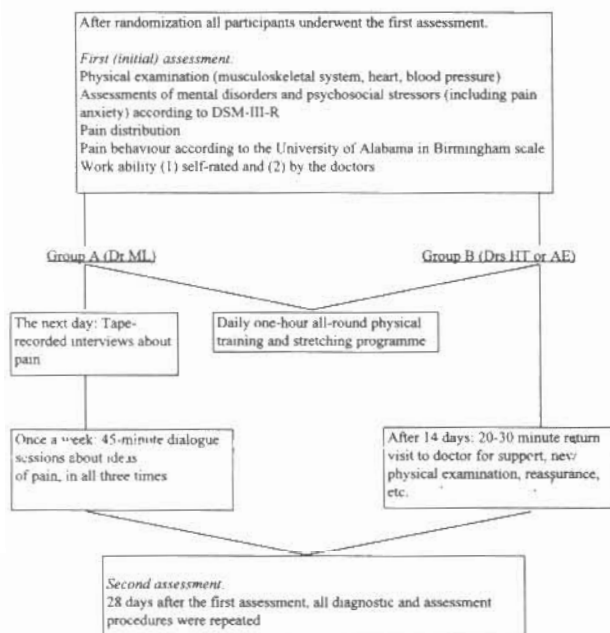 After randomization all participants underwent the first assessment.
First (initial) assessment.
Physical examination (musculoskeletal system, heart, blood pressure)
Assessments of mental disorders and psychosocial stressors (including pain
anxiety) according to DSM-III-R
Pain distribution
Pain behaviour according to the University of Alabama in Birmingham scale
Work ability (1) self-rated and (2) by the doctors
Group A (Dr ML)
Group B (Drs HT or AE)
The next day: Tape-
recorded interviews about
pain
Daily one-hour all-round physical
training and stretching programme
Once a week: 45-minute dialogue
sessions about ideas
of pain, in all three times
After 14 days: 20-30 minute return
visit to doctor for support, new
physical examination, reassurance,
etc.
Second assessment.
28 days after the first assessment, all diagnostic and assessment
procedures were repeated